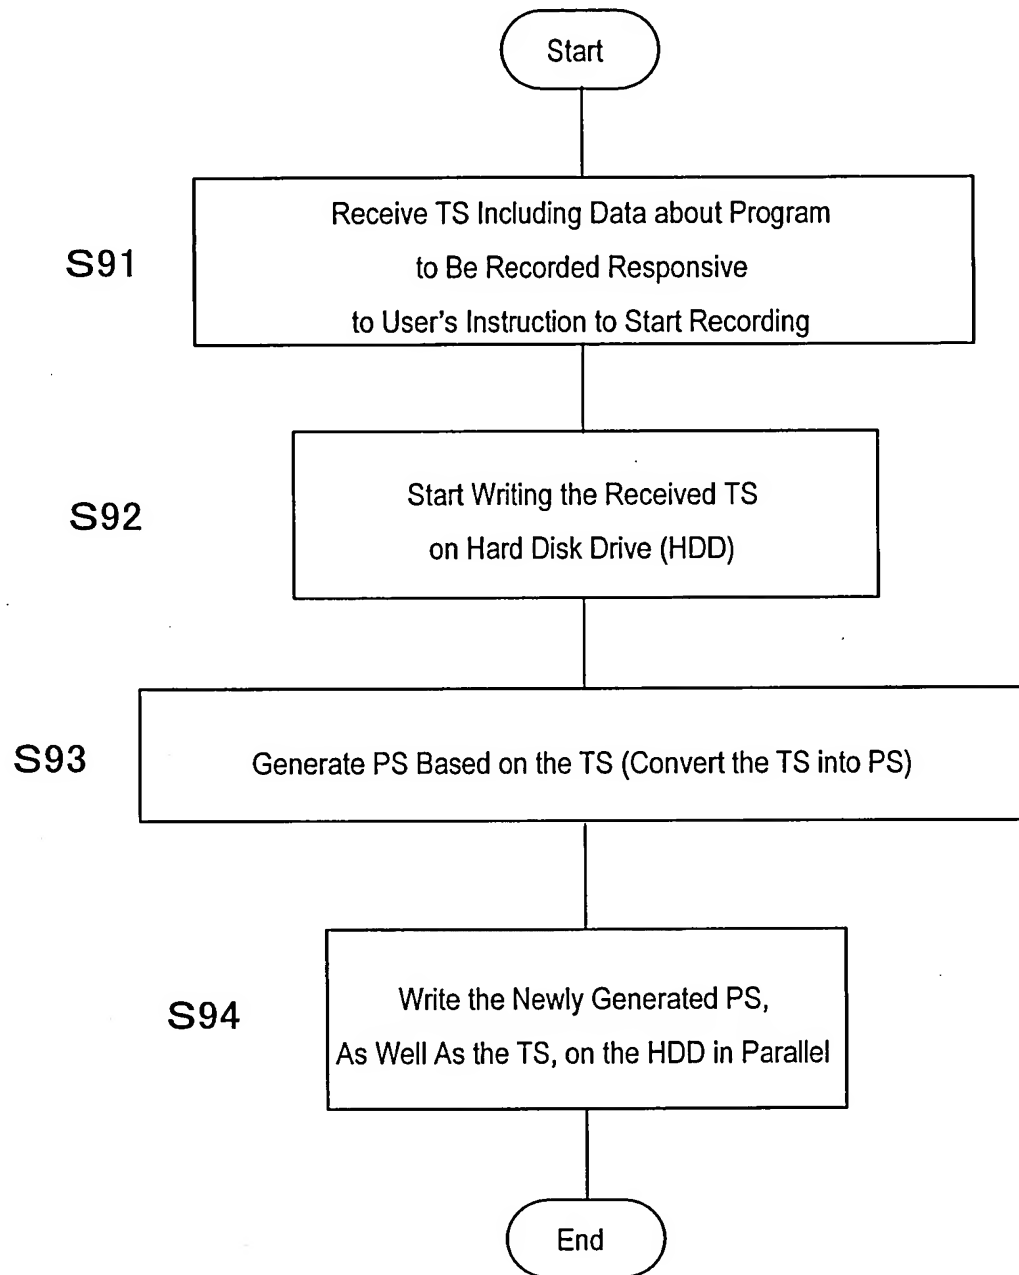 Start
S91
Receive TS Including Data about Program
to Be Recorded Responsive
to User's Instruction to Start Recording
S92
Start Writing the Received TS
on Hard Disk Drive (HDD)
S93
Generate PS Based on the TS (Convert the TS into PS)
S94
Write the Newly Generated PS,
As Well As the TS, on the HDD in Parallel
End